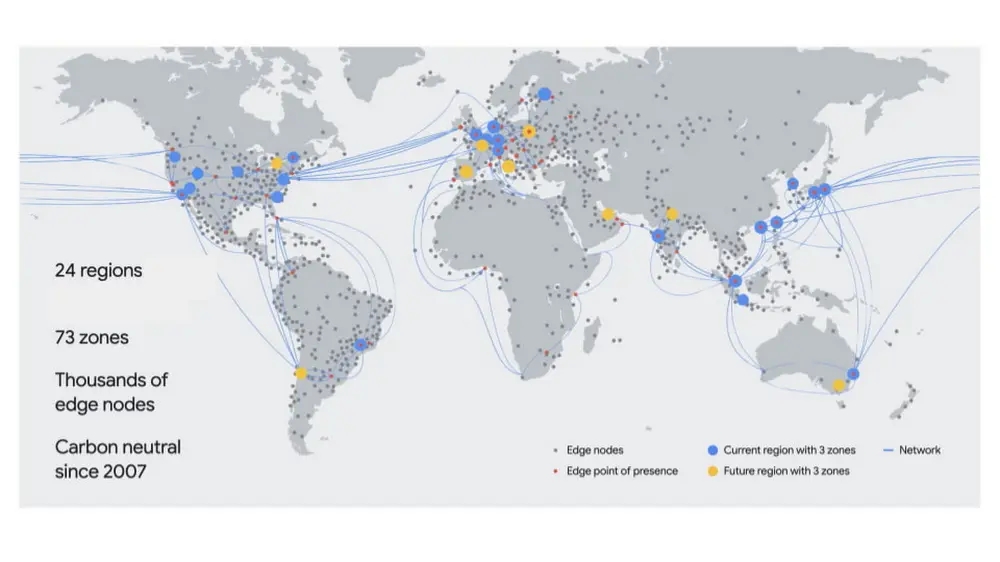 24 regions
73 zones
Thousands of
edge nodes
Carbon neutral
since 2007
Edge nodes
Edge point of presence
Current region with 3 zones
Future region with 3 zones
Network